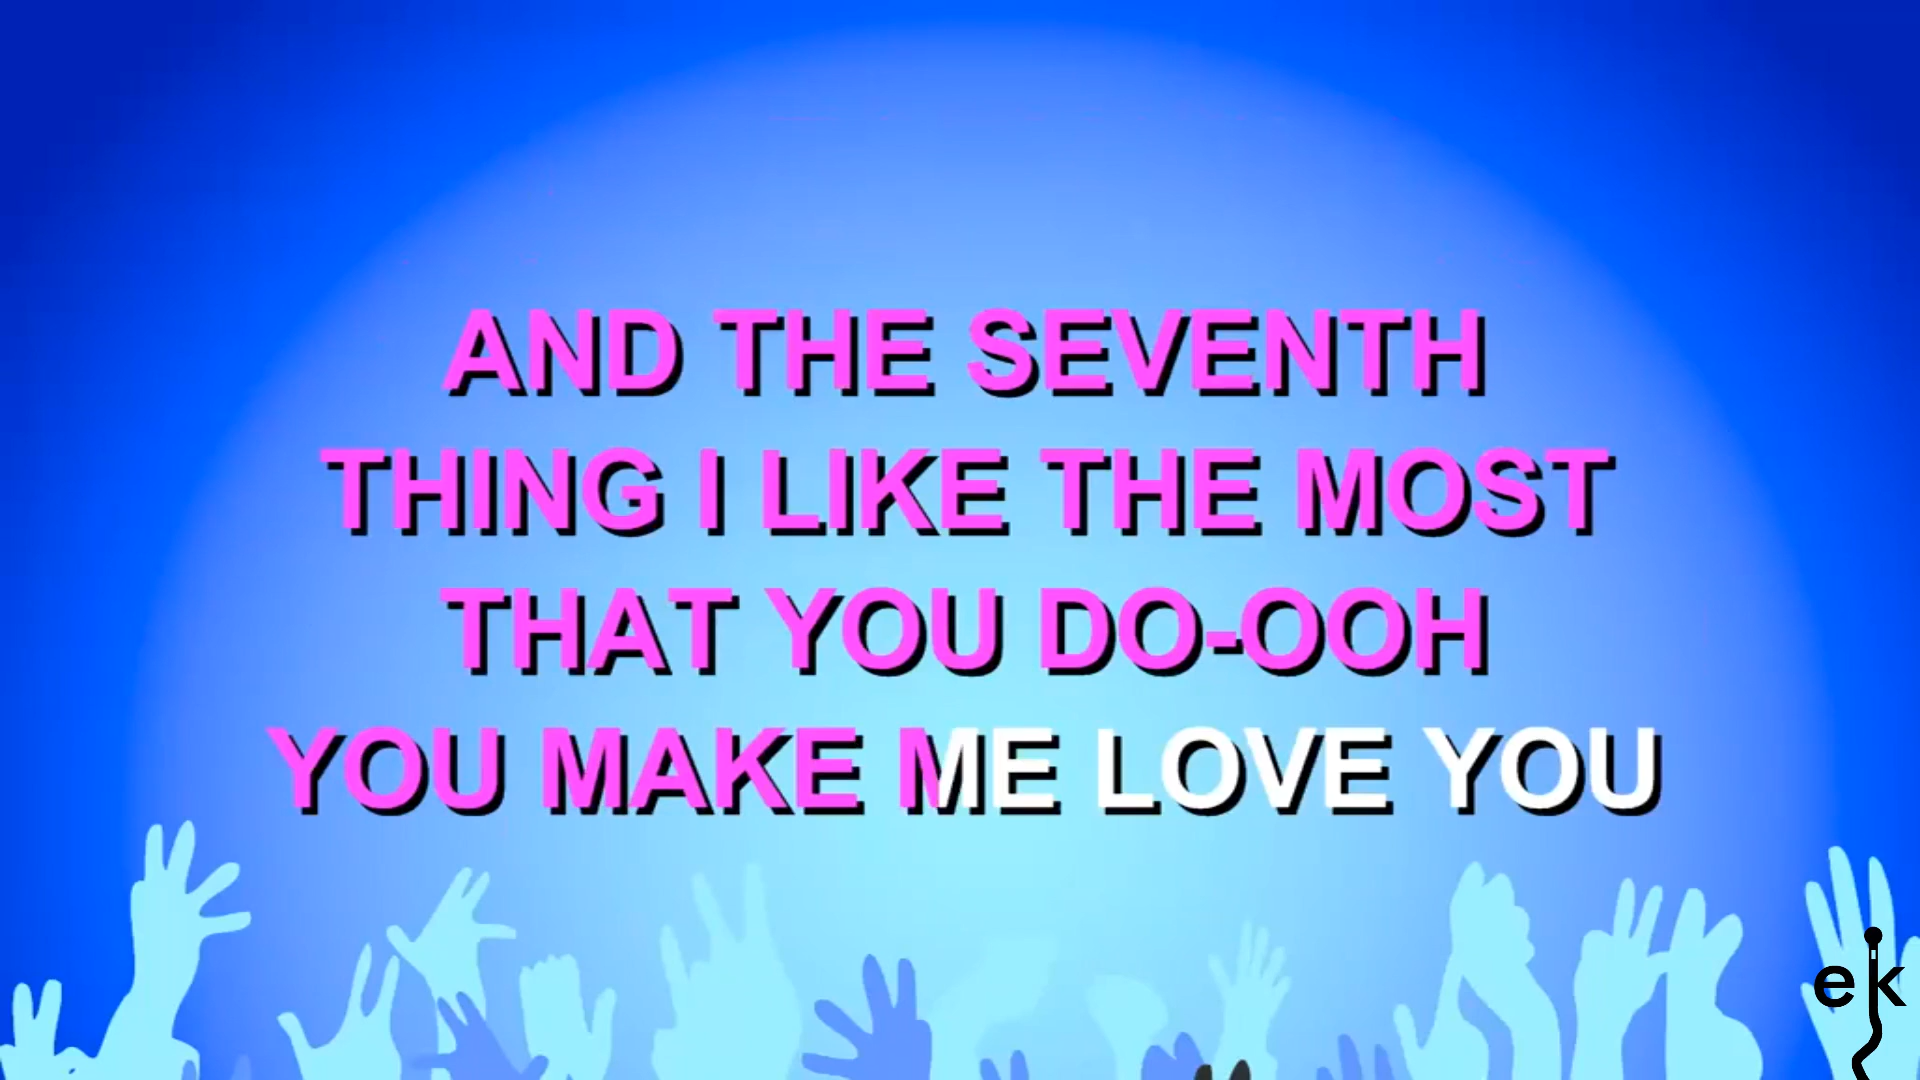 AND THE SEVENTH
THING I LIKE THE MOST
THAT YOU DO-OOH
YOU MAKE ME LOVE YOU
ek